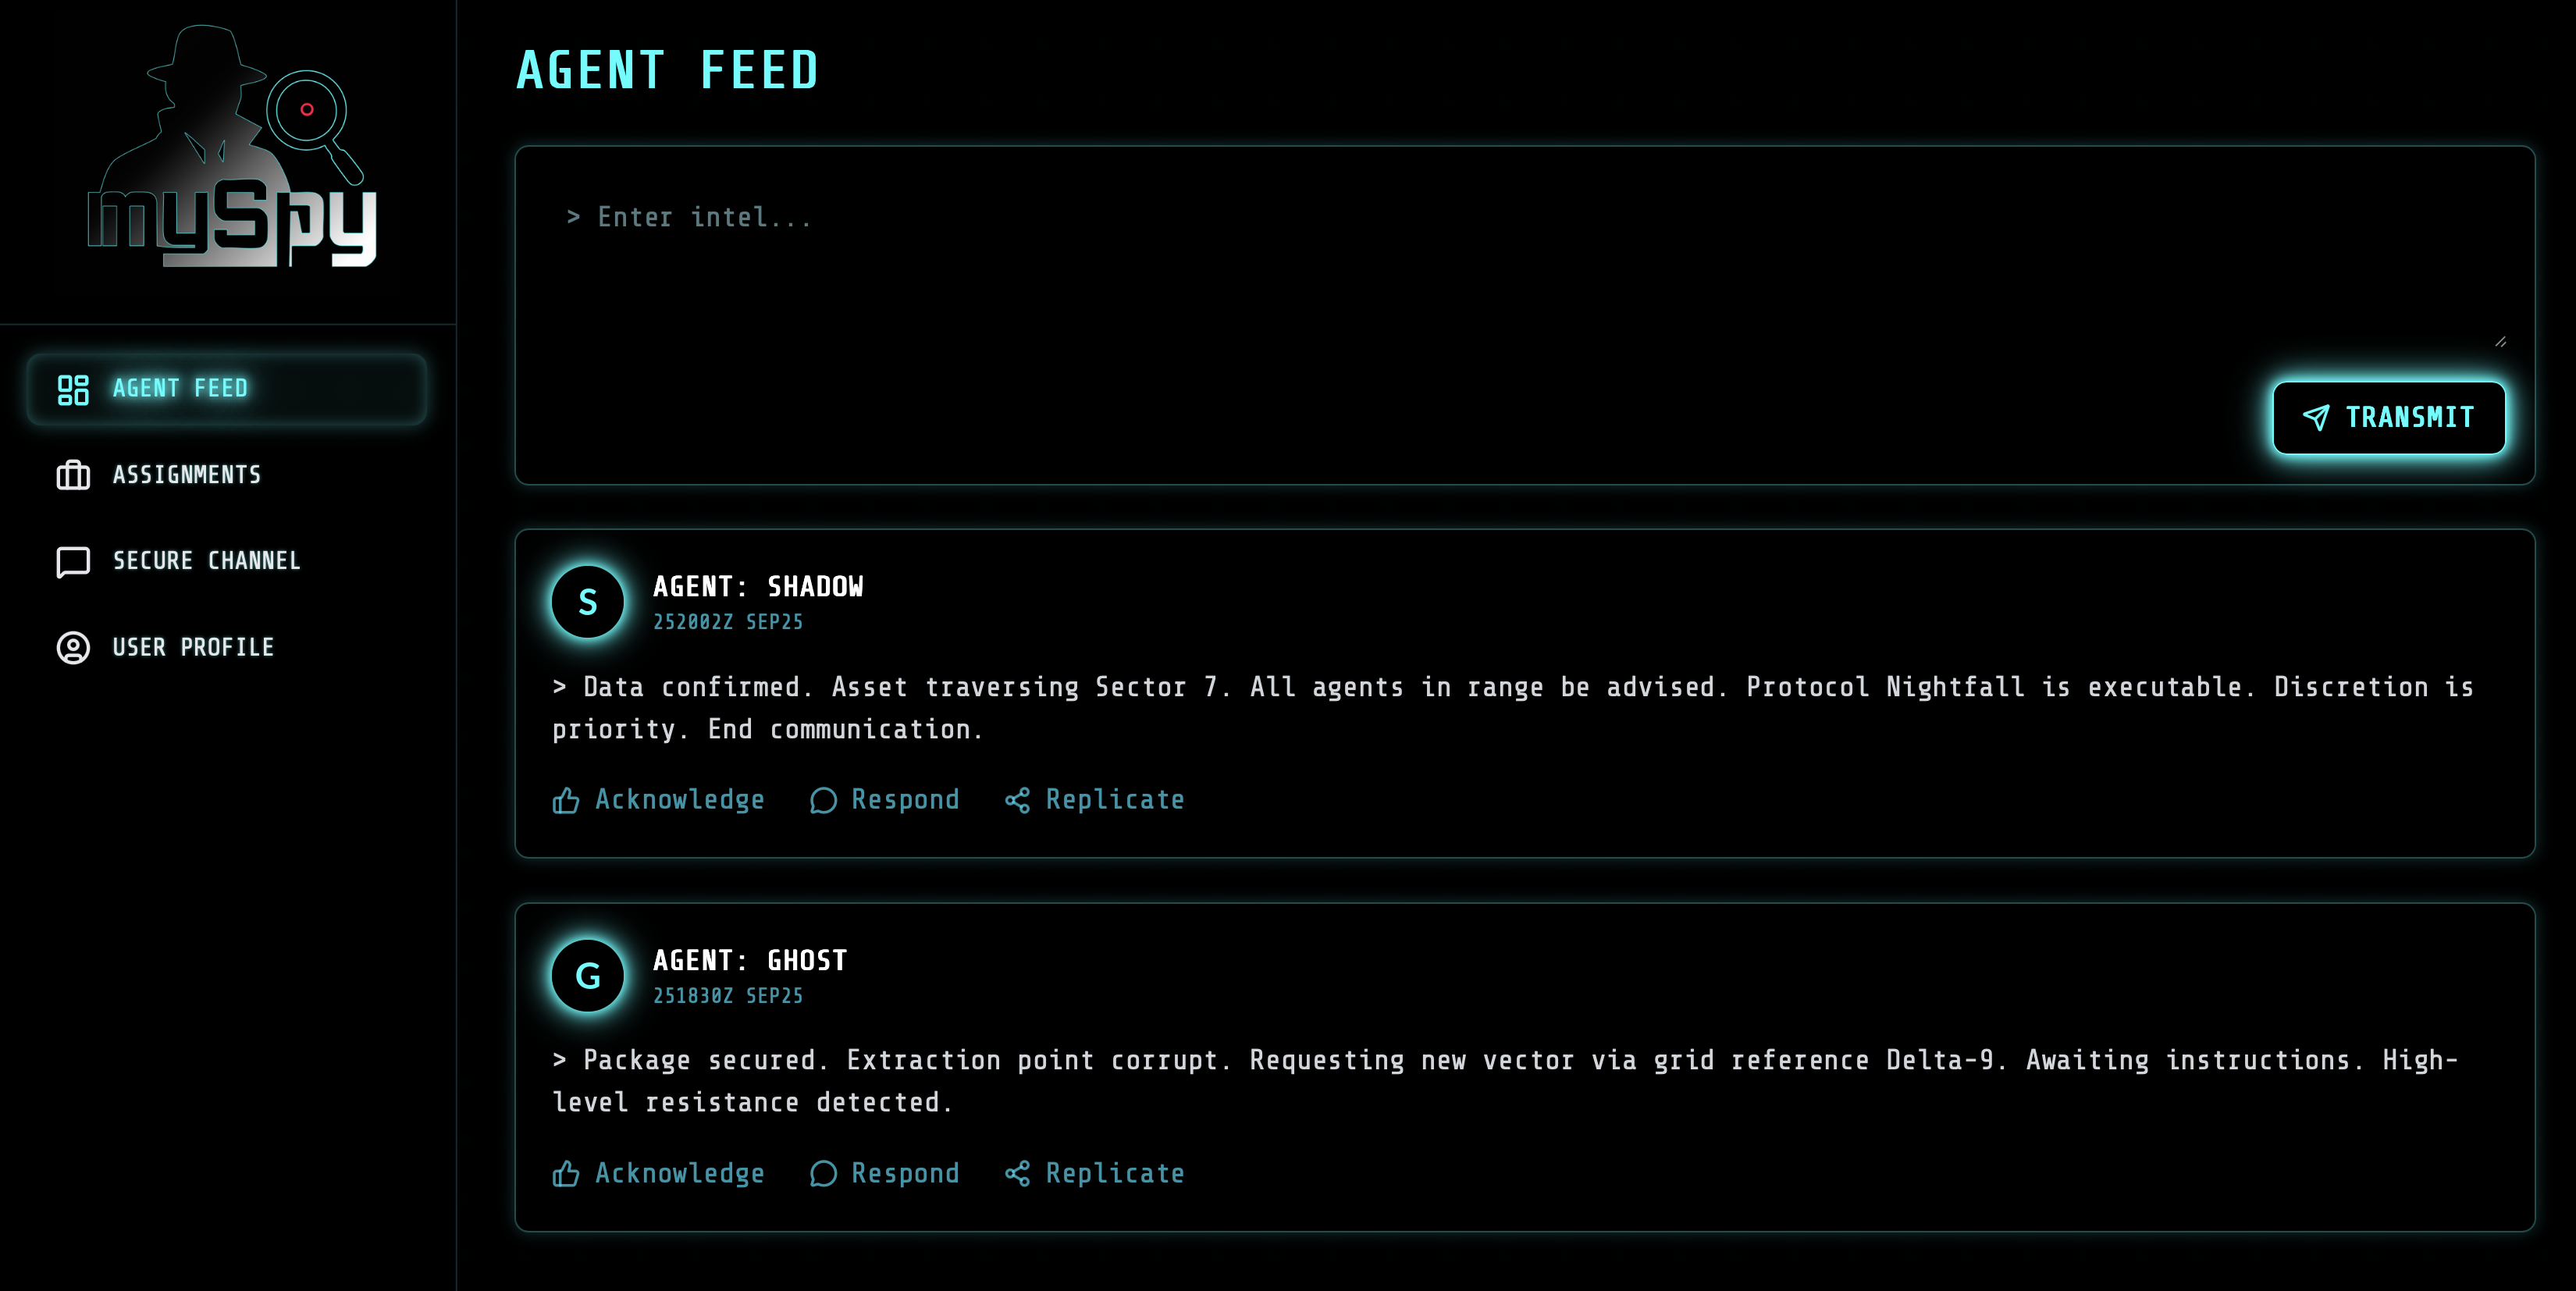 mySpy
AGENT FEED
ASSIGNMENTS
SECURE CHANNEL
USER PROFILE
AGENT FEED
> Enter intel...
TRANSMIT
S
AGENT: SHADOW
252002Z SEP25
> Data confirmed. Asset traversing Sector 7. All agents in range be advised. Protocol Nightfall is executable. Discretion is
priority. End communication.
Acknowledge Respond Replicate
G
AGENT: GHOST
251830Z SEP25
> Package secured. Extraction point corrupt. Requesting new vector via grid reference Delta-9. Awaiting instructions. High-
level resistance detected.
Acknowledge Respond Replicate